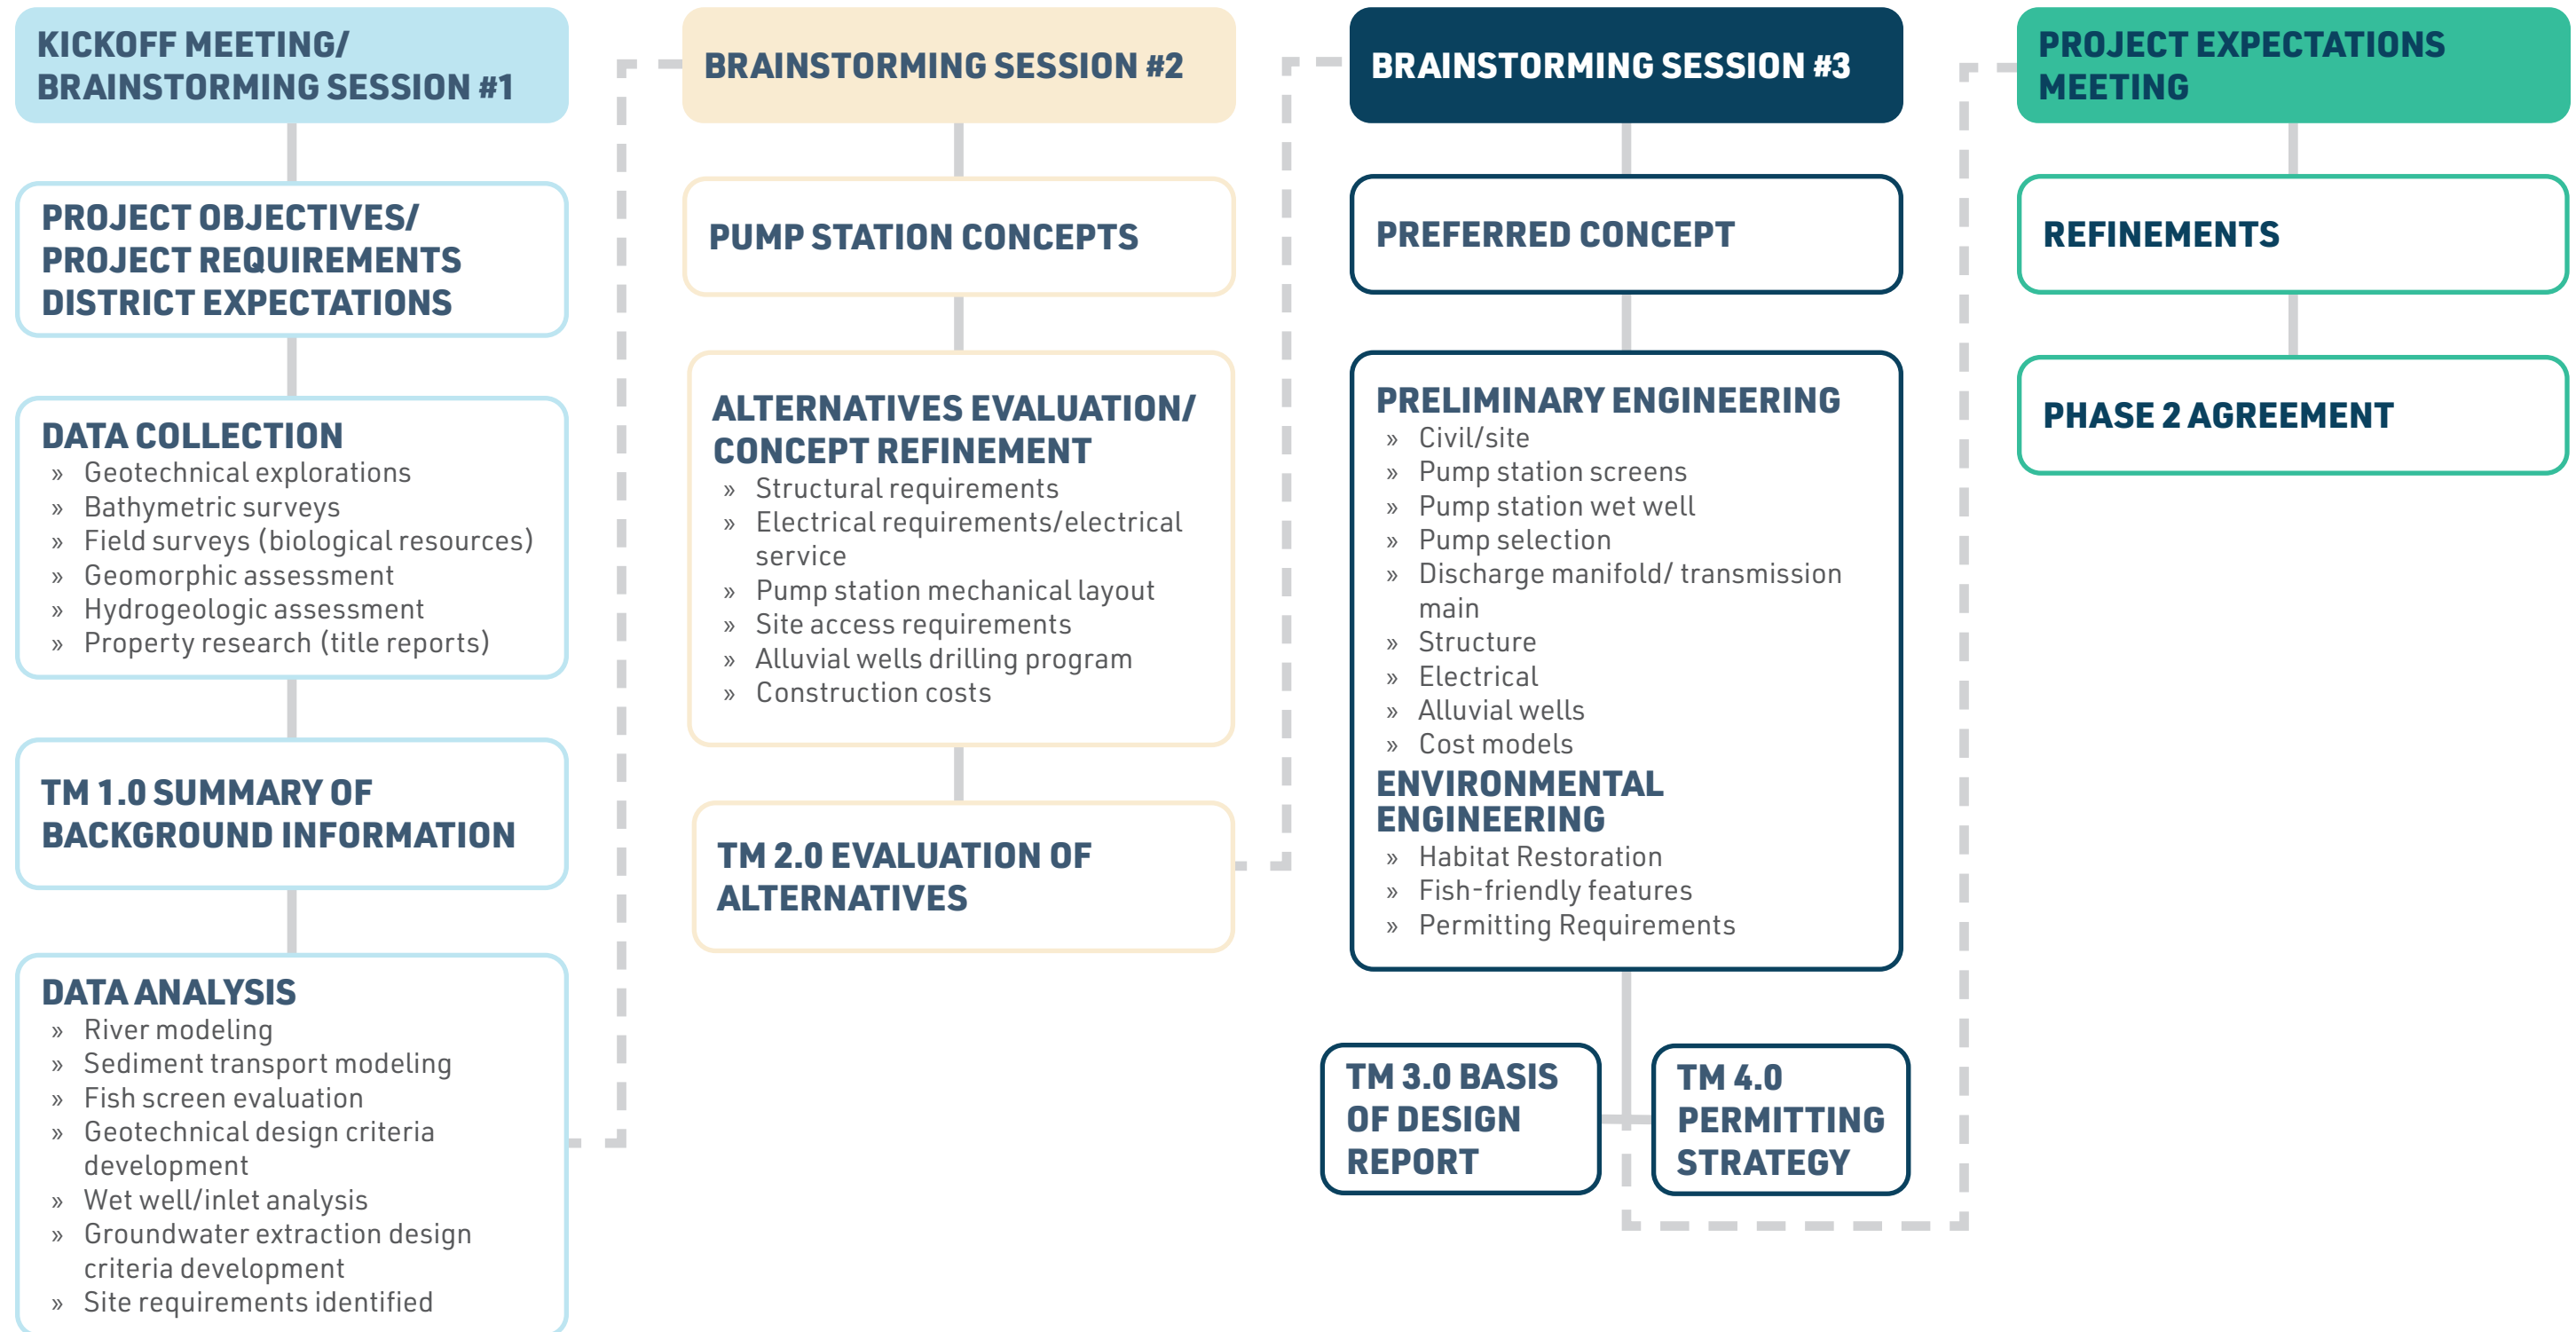 KICKOFF MEETING/
BRAINSTORMING SESSION #1
PROJECT OBJECTIVES/
PROJECT REQUIREMENTS
DISTRICT EXPECTATIONS
DATA COLLECTION
» Geotechnical explorations
» Bathymetric surveys
» Field surveys (biological resources)
» Geomorphic assessment
» Hydrogeologic assessment
» Property research (title reports)
TM 1.0 SUMMARY OF
BACKGROUND INFORMATION
DATA ANALYSIS
» River modeling
» Sediment transport modeling
» Fish screen evaluation
» Geotechnical design criteria
development
» Wet well/inlet analysis
» Groundwater extraction design
criteria development
» Site requirements identified
BRAINSTORMING SESSION #2
PUMP STATION CONCEPTS
ALTERNATIVES EVALUATION/
CONCEPT REFINEMENT
» Structural requirements
» Electrical requirements/electrical
service
» Pump station mechanical layout
» Site access requirements
» Alluvial wells drilling program
» Construction costs
TM 2.0 EVALUATION OF
ALTERNATIVES
BRAINSTORMING SESSION #3
PREFERRED CONCEPT
PRELIMINARY ENGINEERING
» Civil/site
» Pump station screens
» Pump station wet well
» Pump selection
» Discharge manifold/ transmission
main
» Structure
» Electrical
» Alluvial wells
» Cost models
ENVIRONMENTAL
ENGINEERING
» Habitat Restoration
» Fish-friendly features
» Permitting Requirements
TM 3.0 BASIS
OF DESIGN
REPORT
TM 4.0
PERMITTING
STRATEGY
PROJECT EXPECTATIONS
MEETING
REFINEMENTS
PHASE 2 AGREEMENT